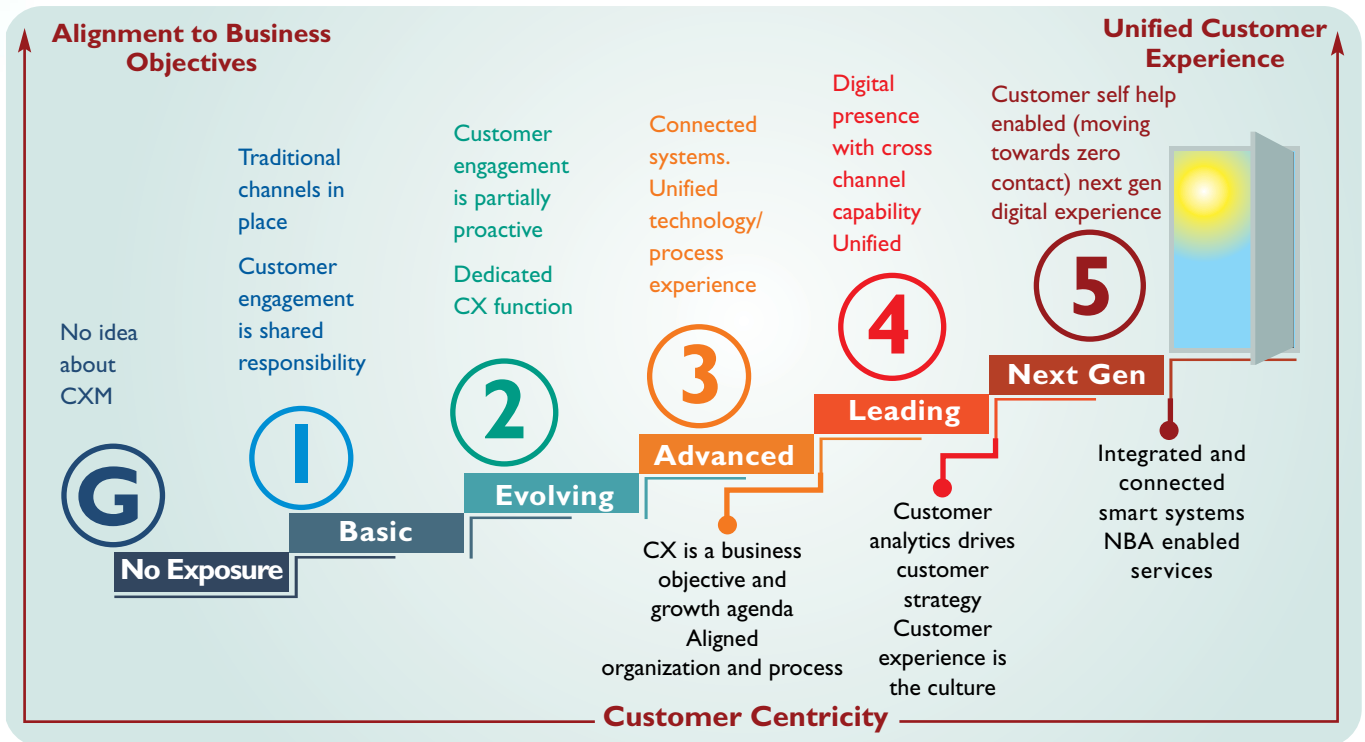 Alignment to Business
Objectives
Unified Customer
Experience
No idea
about
CXM
G
No Exposure
Traditional
channels in
place
Customer
engagement
is shared
responsibility
1
Basic
Customer
engagement
is partially
proactive
Dedicated
CX function
2
Evolving
Connected
systems.
Unified
technology/
process
experience
3
Advanced
CX is a business
objective and
growth agenda
Aligned
organization and process
Digital
presence
with cross
channel
capability
Unified
4
Leading
Customer
analytics drives
customer
strategy
Customer
experience is
the culture
Customer self help
enabled (moving
towards zero
contact) next gen
digital experience
5
Next Gen
Integrated and
connected
smart systems
NBA enabled
services
Customer Centricity